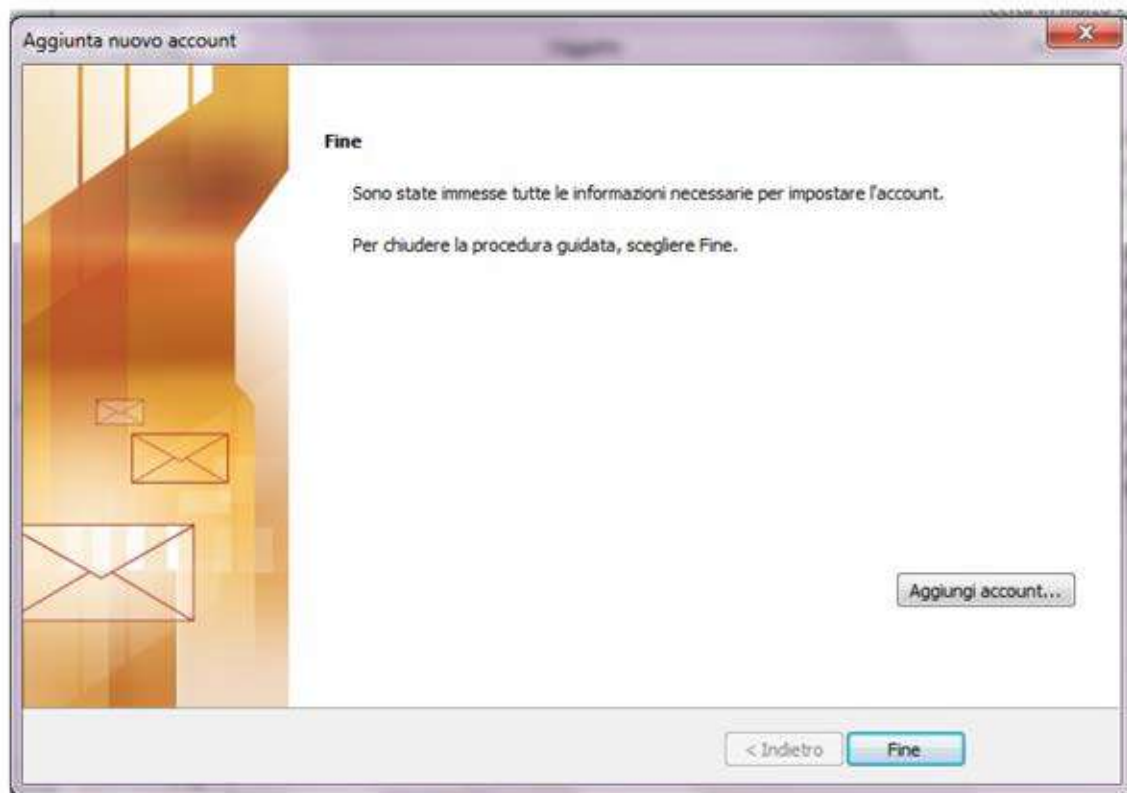 Aggiunta nuovo account
Fine
Sono state immesse tutte le informazioni necessarie per impostare l'account.
Per chiudere la procedura guidata, scegliere Fine.
Aggiungi account...
< Indietro
Fine